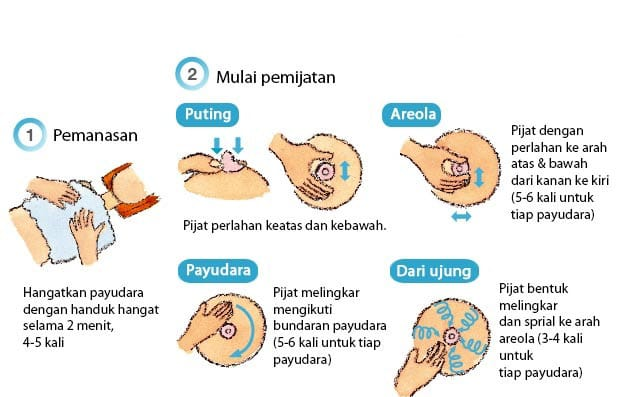 1 Pemanasan
Hangatkan payudara
dengan handuk hangat
selama 2 menit,
4-5 kali
2 Mulai pemijatan
Puting
Pijat perlahan keatas dan kebawah.
Areola
Pijat dengan
perlahan ke arah
atas & bawah
dari kanan ke kiri
(5-6 kali untuk
tiap payudara)
Payudara
Pijat melingkar
mengikuti
bundaran payudara
(5-6 kali untuk tiap
payudara)
Dari ujung
Pijat bentuk
melingkar
dan sprial ke arah
areola (3-4 kali
untuk
tiap payudara)